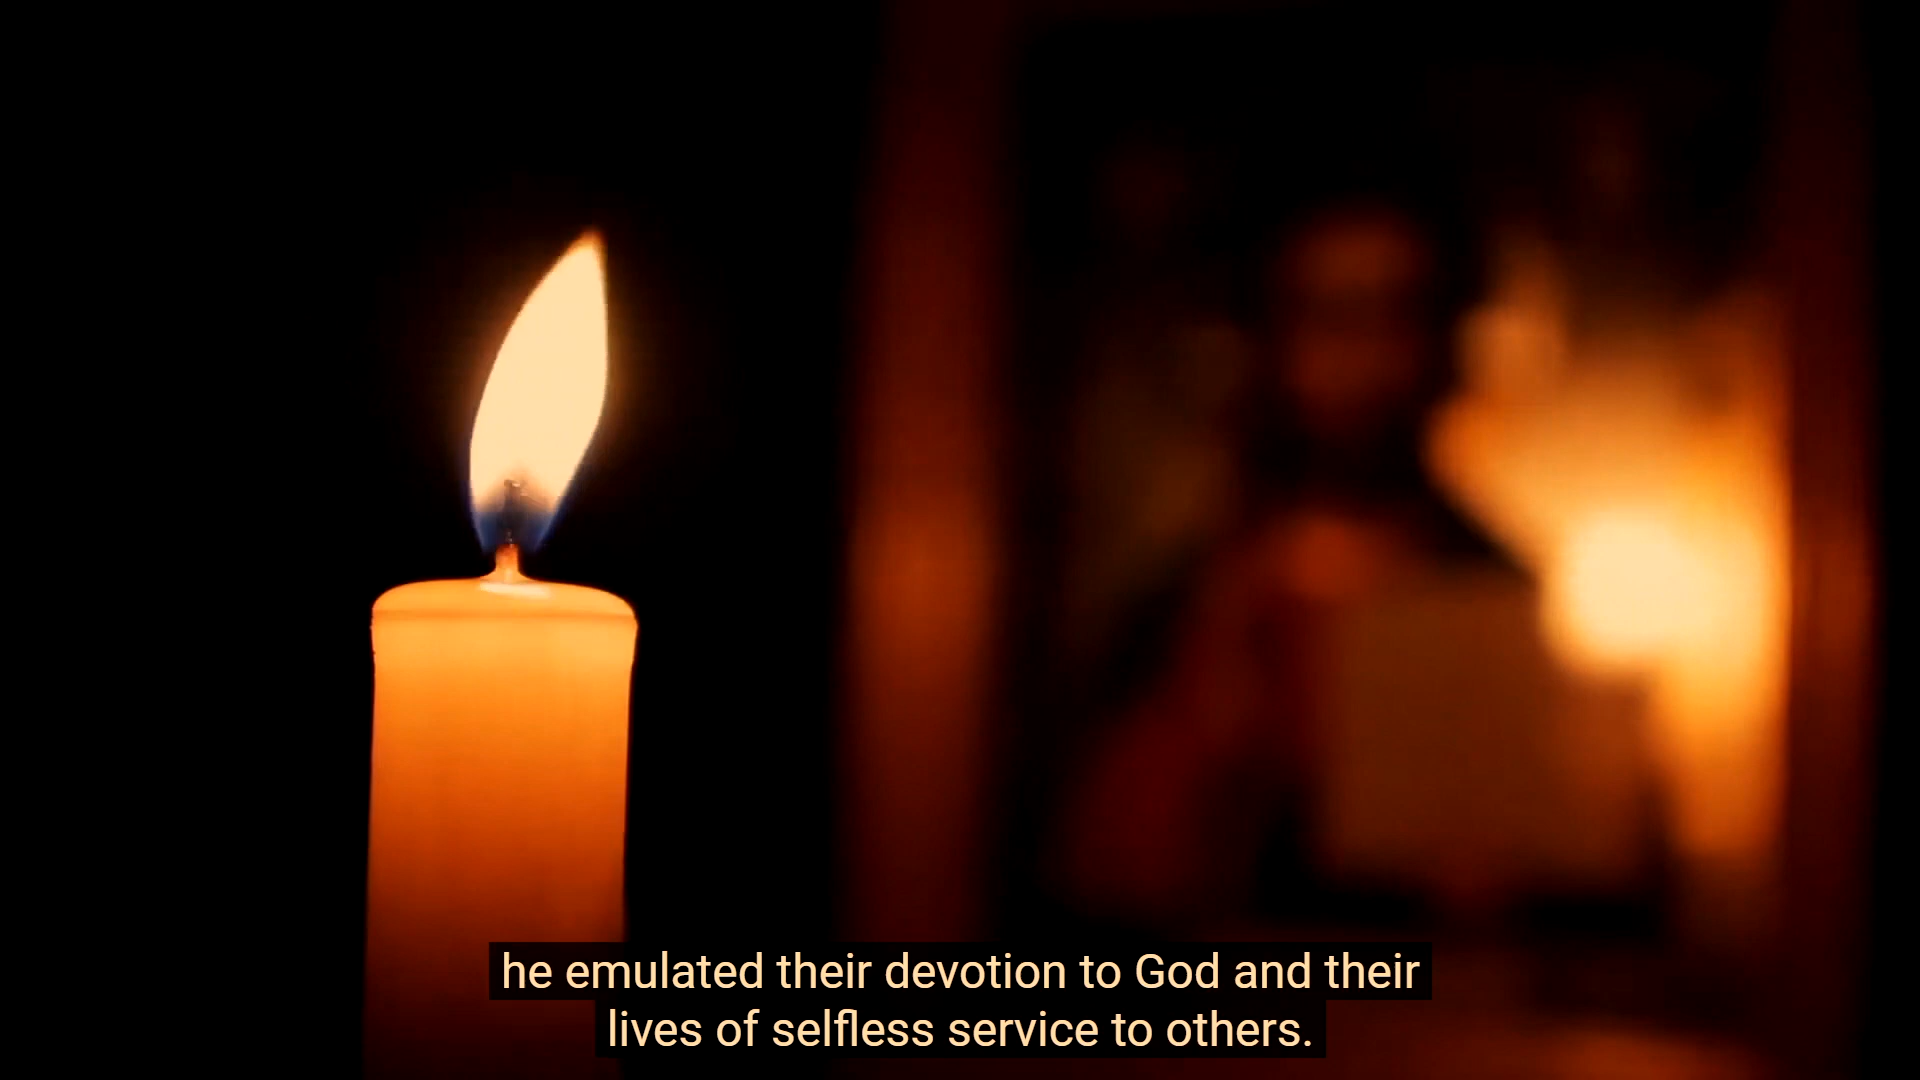 he emulated their devotion to God and their
lives of selfless service to others.